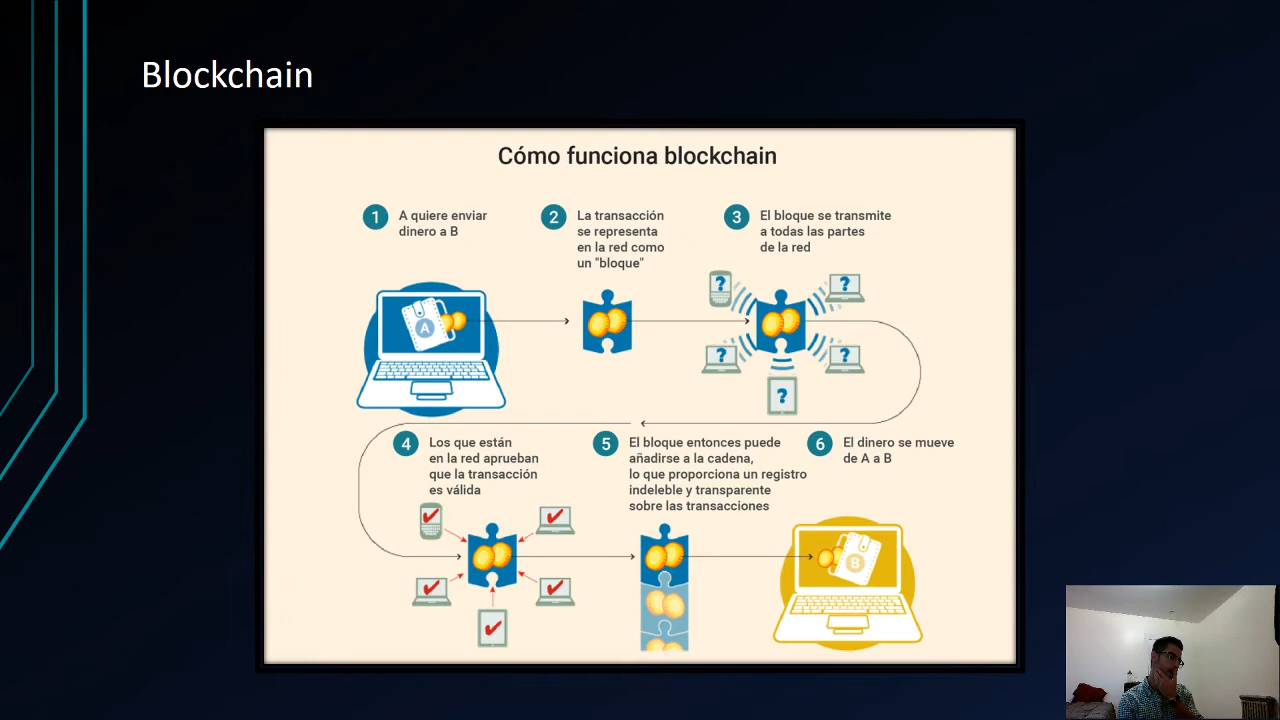 Blockchain
Cómo funciona blockchain
1
A quiere enviar
dinero a B
2
La transacción
se representa
en la red como
un "bloque"
3
El bloque se transmite
a todas las partes
de la red
?
?
A
?
?
?
4
Los que están
en la red aprueban
que la transacción
es válida
5
El bloque entonces puede
añadirse a la cadena,
lo que proporciona un registro
indeleble y transparente
sobre las transacciones
6
El dinero se mueve
de A a B
B